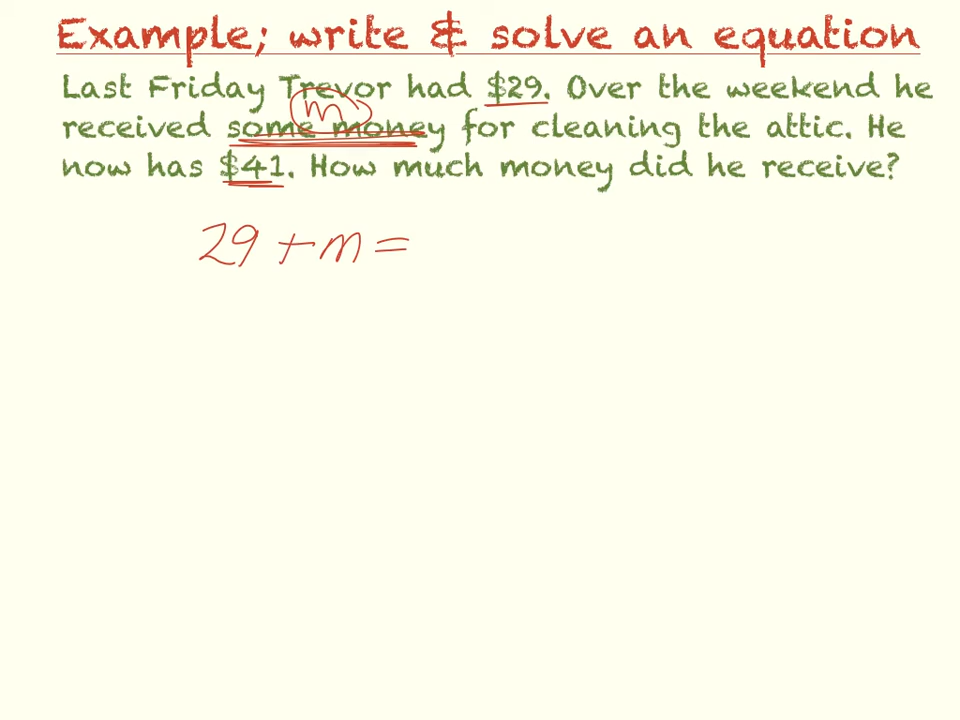 Example; write & solve an equation
Last Friday Trevor had $29. Over the weekend he
m
received some money for cleaning the attic. He
now has $41. How much money did he receive?
29 + m =